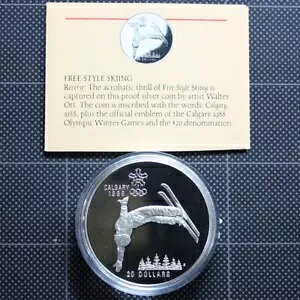 FREE STYLE SKIING
Reverse: The acrobatic thrill of Free Style Skiing is
captured on this proof silver coin by artist Walter
Ott. The coin is inscribed with the words: Calgary
1988, plus the official emblem of the Calgary 1988
Olympic Winter Games and the $20 denomination.
CALGARY
1988
20 DOLLARS